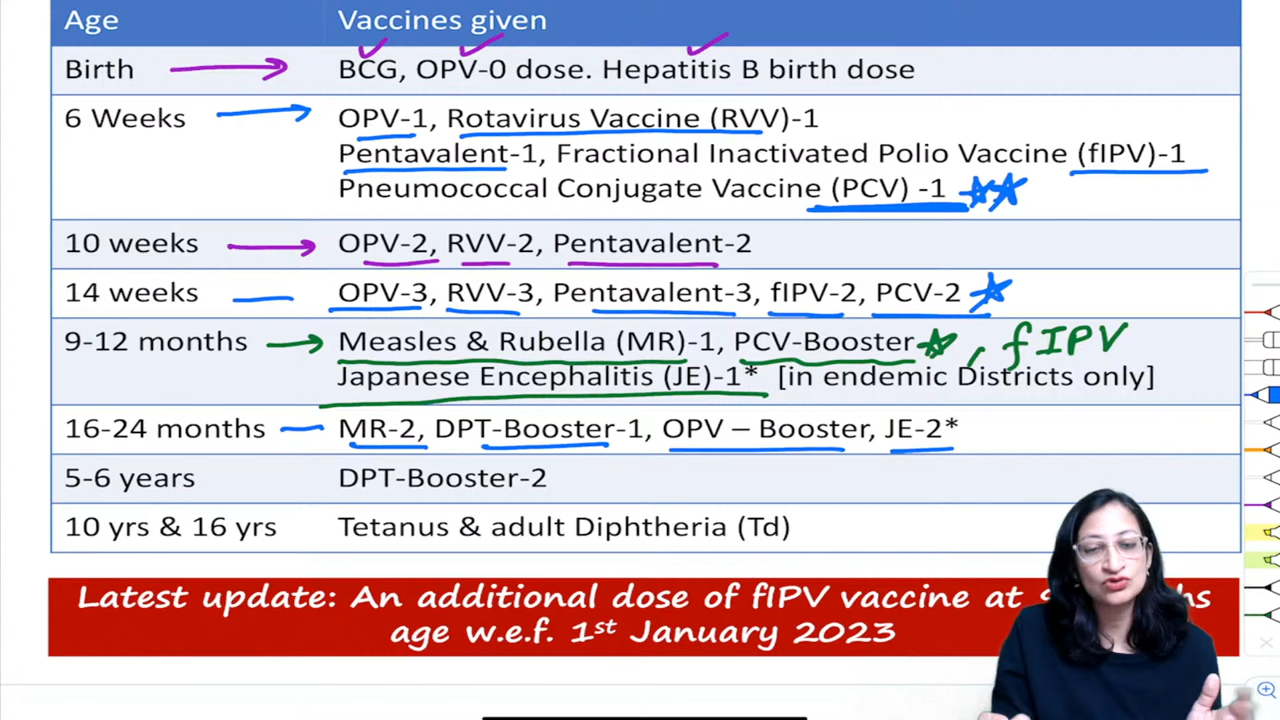 Age Vaccines given
Birth BCG, OPV-0 dose. Hepatitis B birth dose
6 Weeks OPV-1, Rotavirus Vaccine (RVV)-1
Pentavalent-1, Fractional Inactivated Polio Vaccine (fIPV)-1
Pneumococcal Conjugate Vaccine (PCV) -1
10 weeks OPV-2, RVV-2, Pentavalent-2
14 weeks OPV-3, RVV-3, Pentavalent-3, fIPV-2, PCV-2
9-12 months Measles & Rubella (MR)-1, PCV-Booster , fIPV
Japanese Encephalitis (JE)-1* [in endemic Districts only]
16-24 months MR-2, DPT-Booster-1, OPV – Booster, JE-2*
5-6 years DPT-Booster-2
10 yrs & 16 yrs Tetanus & adult Diphtheria (Td)
Latest update: An additional dose of fIPV vaccine at
age w.e.f. 1st January 2023